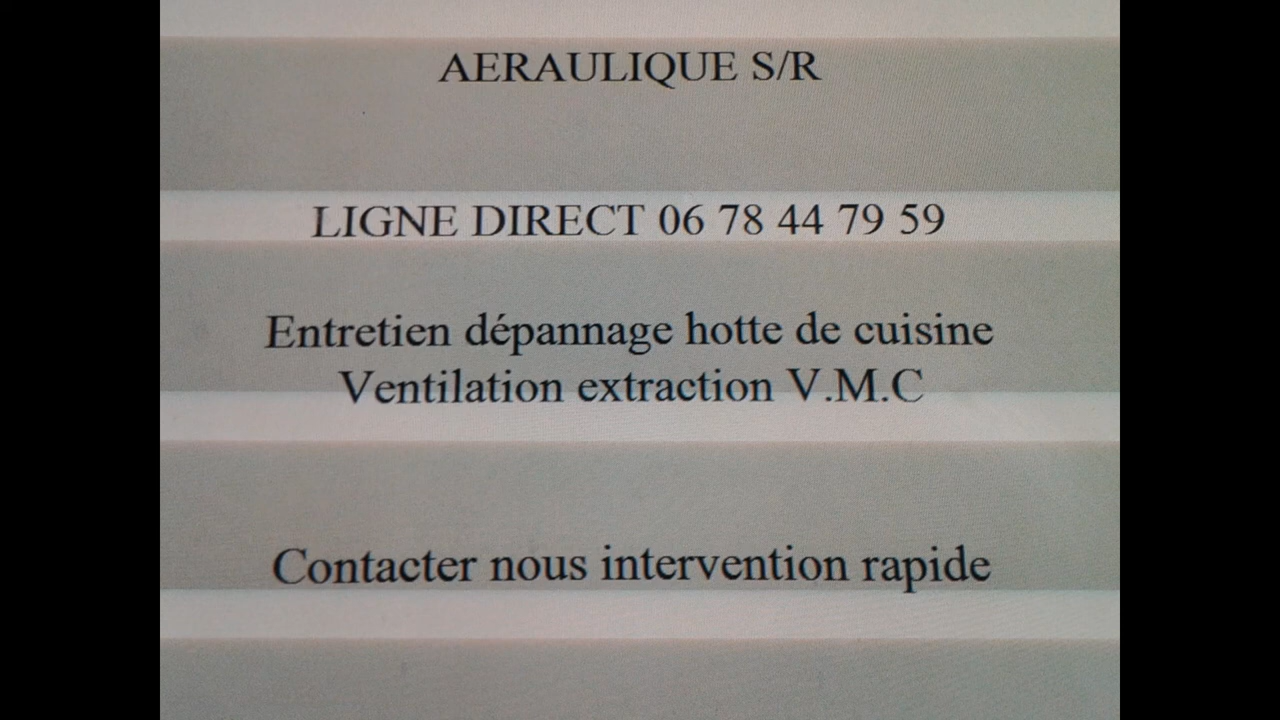 AERAULIQUE S/R
LIGNE DIRECT 06 78 44 79 59
Entretien dépannage hotte de cuisine
Ventilation extraction V.M.C
Contacter nous intervention rapide